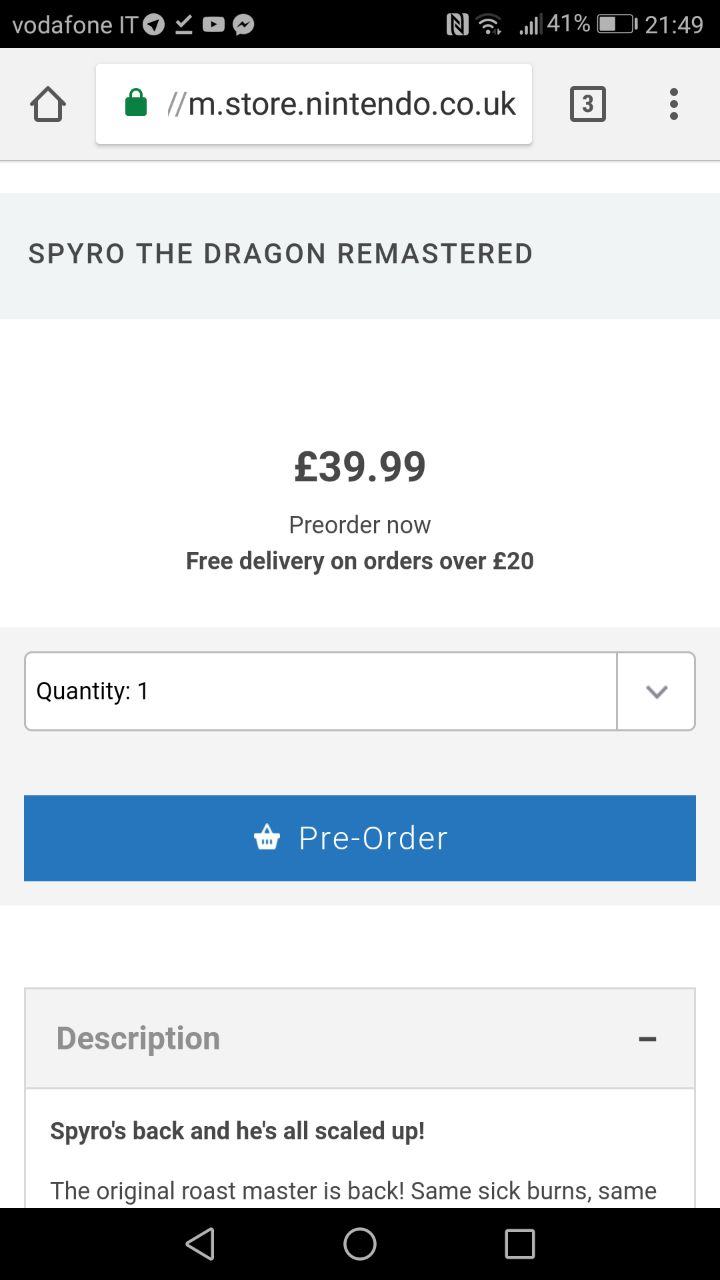 vodafone IT 41% 21:49
//m.store.nintendo.co.uk 3
SPYRO THE DRAGON REMASTERED
£39.99
Preorder now
Free delivery on orders over £20
Quantity: 1
Pre-Order
Description
Spyro's back and he's all scaled up!
The original roast master is back! Same sick burns, same